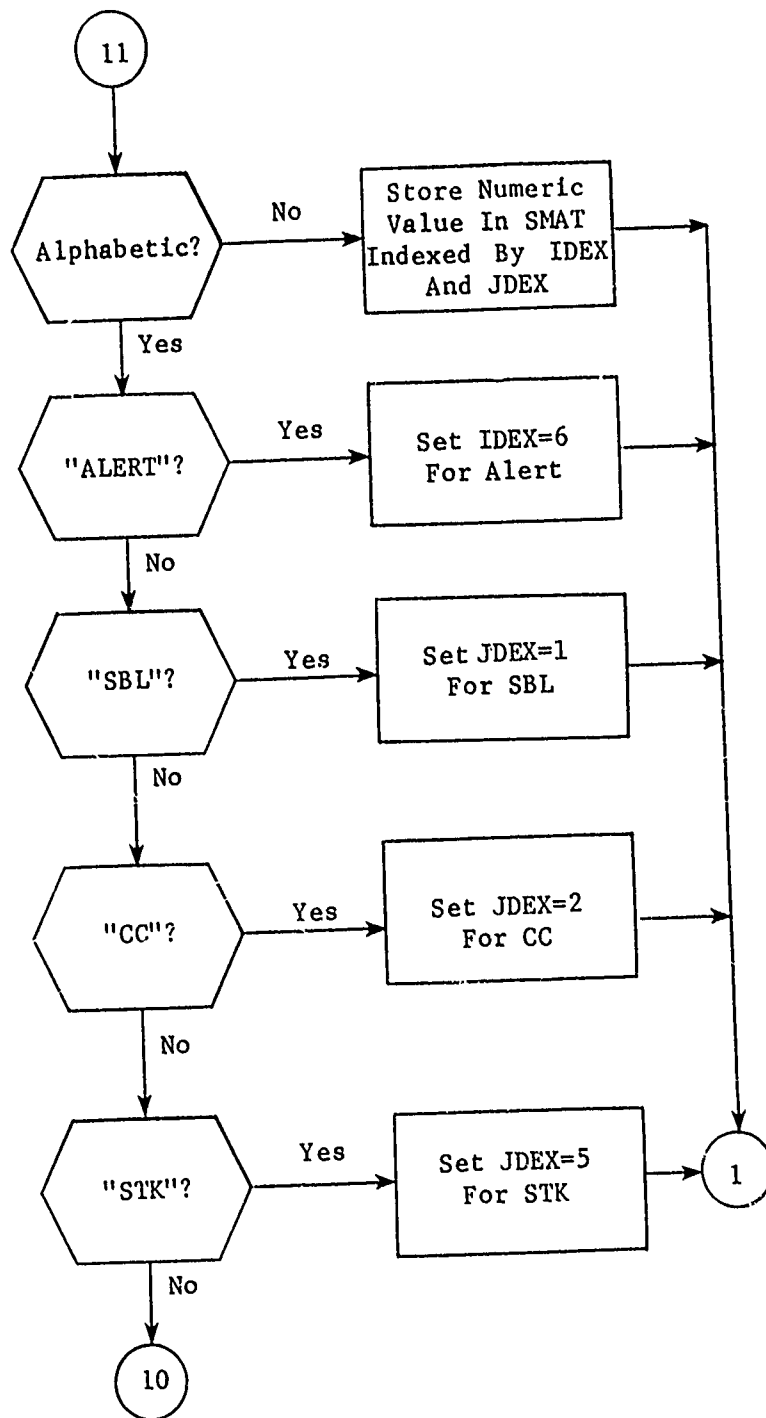 11
Alphabetic?
No
Store Numeric
Value In SMAT
Indexed By IDEX
And JDEX
Yes
"ALERT"?
Yes
Set IDEX=6
For Alert
No
"SBL"?
Yes
Set JDEX=1
For SBL
No
"CC"?
Yes
Set JDEX=2
For CC
No
"STK"?
Yes
Set JDEX=5
For STK
1
No
10